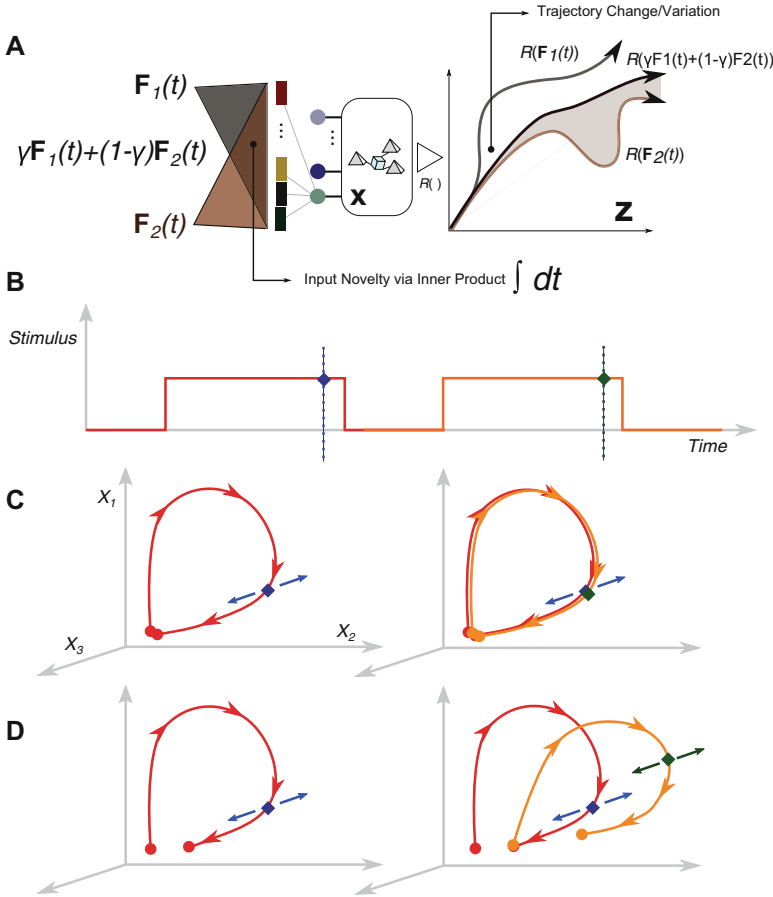 Trajectory Change/Variation
A
F₁(t)
R(F₁(t))
R(γF1(t)+(1-γ)F2(t))
...
...
γF₁(t)+(1-γ)F₂(t)
R(F₂(t))
X
R( )
F₂(t)
Z
Input Novelty via Inner Product ∫ dt
B
Stimulus
Time
C
X₁
X₃
X₂
D